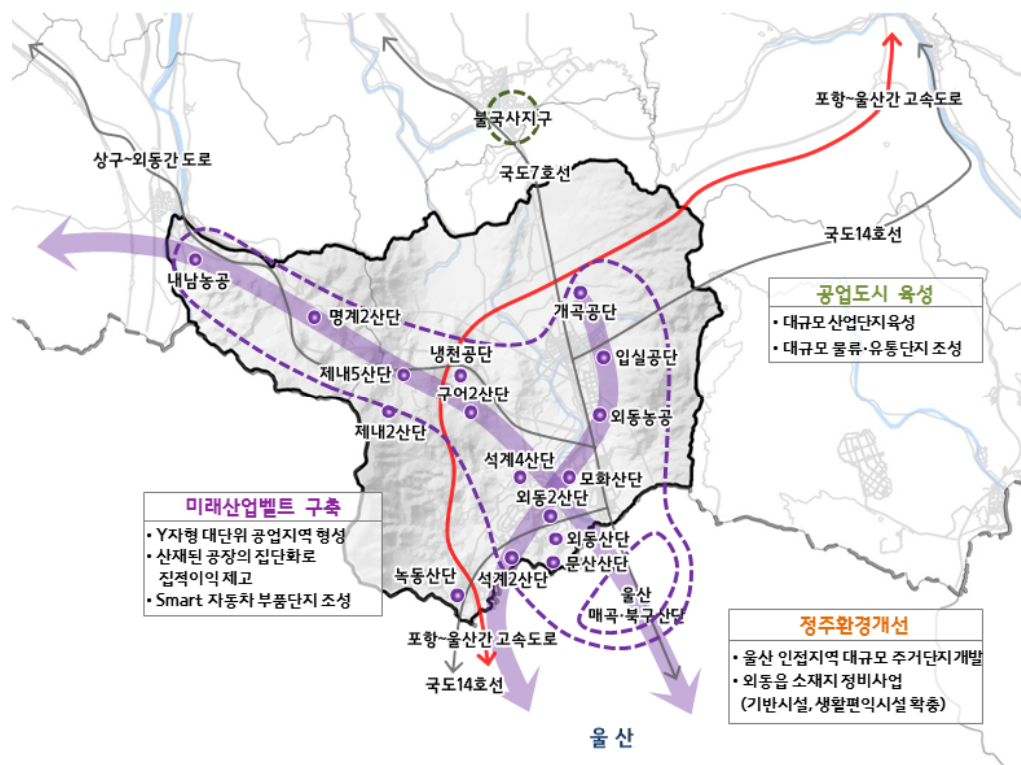 포항~울산간 고속도로
불국사지구
상구~외동간 도로
국도7호선
국도14호선
내남농공
개곡공단
명계2산단
냉천공단
입실공단
제내5산단
구어2산단
외동농공
제내2산단
석계4산단
모화산단
외동2산단
외동산단
석계2산단
문산산단
녹동산단
울산
매곡·북구산단
포항~울산간 고속도로
국도14호선
울 산
공업도시 육성
• 대규모 산업단지육성
• 대규모 물류·유통단지 조성
미래산업벨트 구축
• Y자형 대단위 공업지역 형성
• 산재된 공장의 집단화로
집적이익 제고
• Smart 자동차 부품단지 조성
정주환경개선
• 울산 인접지역 대규모 주거단지개발
• 외동읍 소재지 정비사업
(기반시설, 생활편익시설 확충)